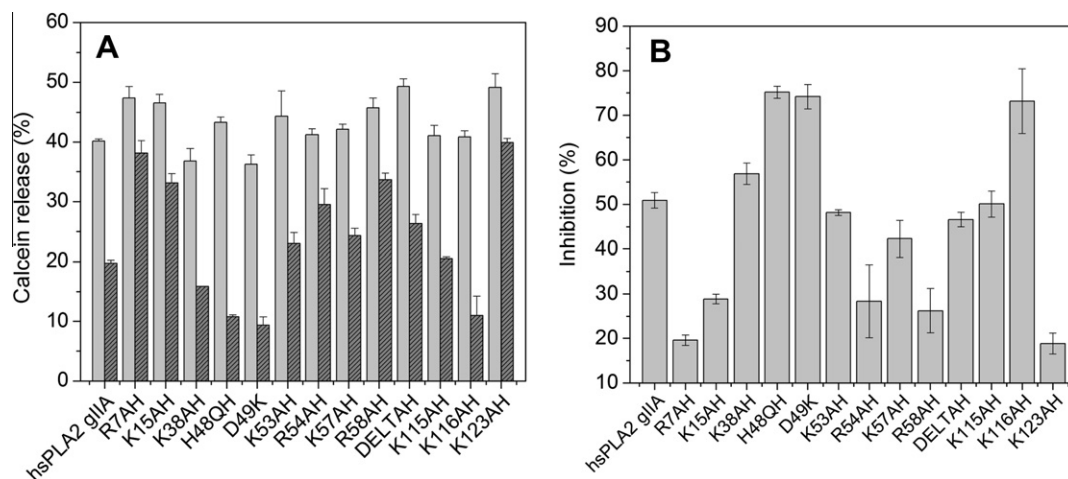 A
Calcein release (%)
60
50
40
30
20
10
0
hsPLA2 gIIA
R7AH
K15AH
K38AH
H48QH
D49K
K53AH
R54AH
K57AH
R58AH
DELTAH
K115AH
K116AH
K123AH
B
Inhibition (%)
90
80
70
60
50
40
30
20
10
hsPLA2 gIIA
R7AH
K15AH
K38AH
H48QH
D49K
K53AH
R54AH
K57AH
R58AH
DELTAH
K115AH
K116AH
K123AH